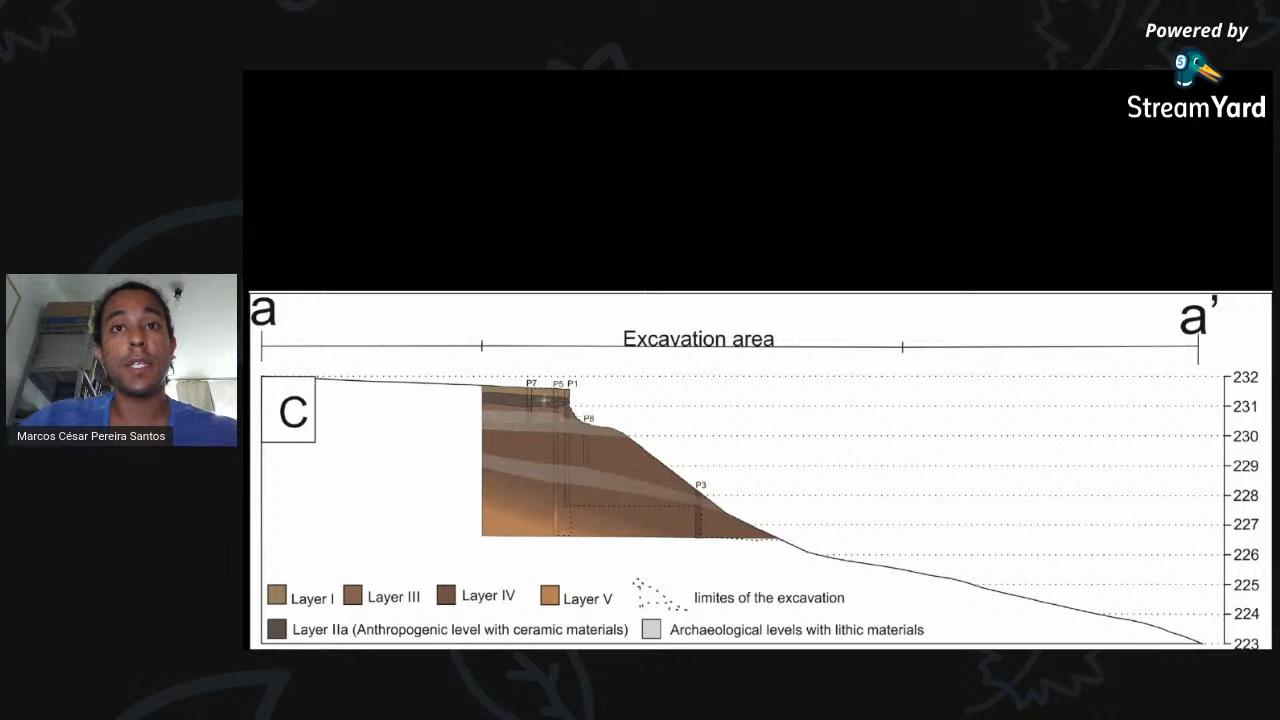 Powered by
StreamYard
a
a'
Excavation area
C
P7
P5
P1
P8
P3
232
231
230
229
228
227
226
225
224
223
Layer I
Layer III
Layer IV
Layer V
limites of the excavation
Layer IIa (Anthropogenic level with ceramic materials)
Archaeological levels with lithic materials
Marcos César Pereira Santos